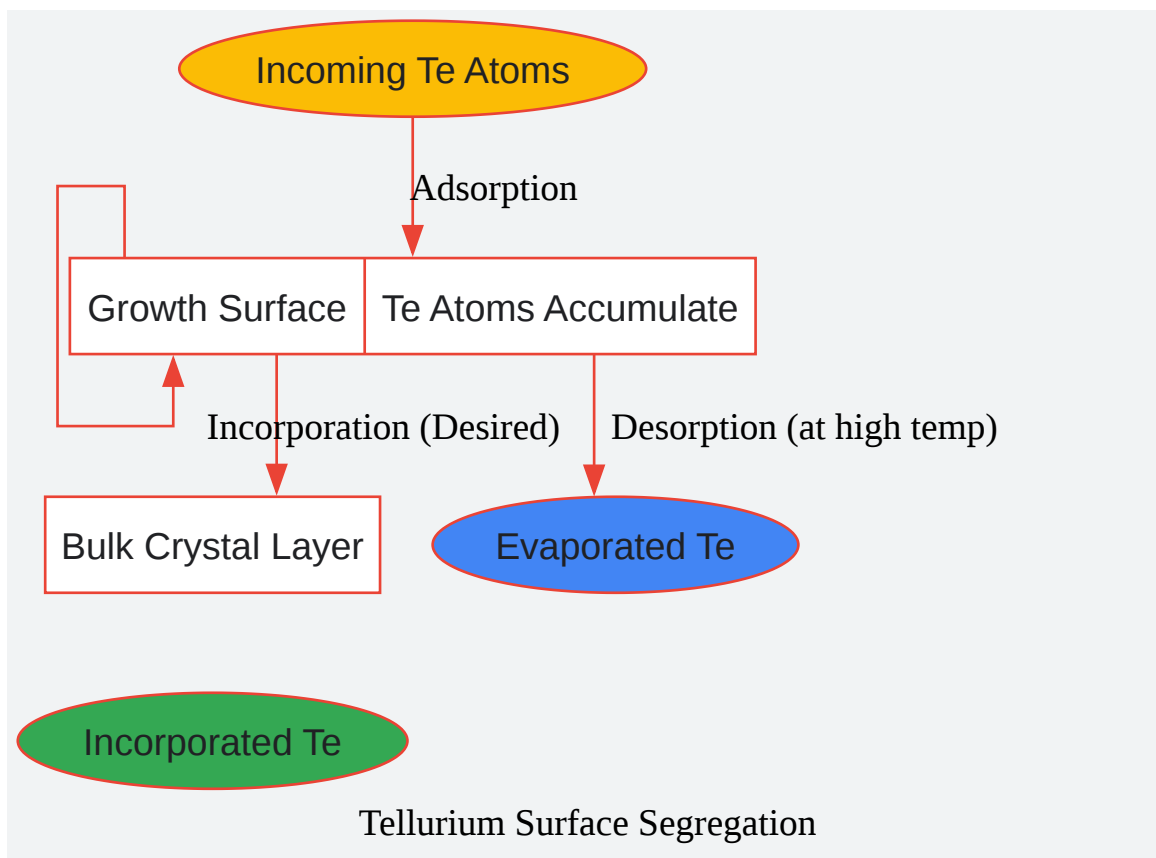 Incoming Te Atoms
Adsorption
Growth Surface
Te Atoms Accumulate
Incorporation (Desired)
Desorption (at high temp)
Bulk Crystal Layer
Evaporated Te
Incorporated Te
Tellurium Surface Segregation